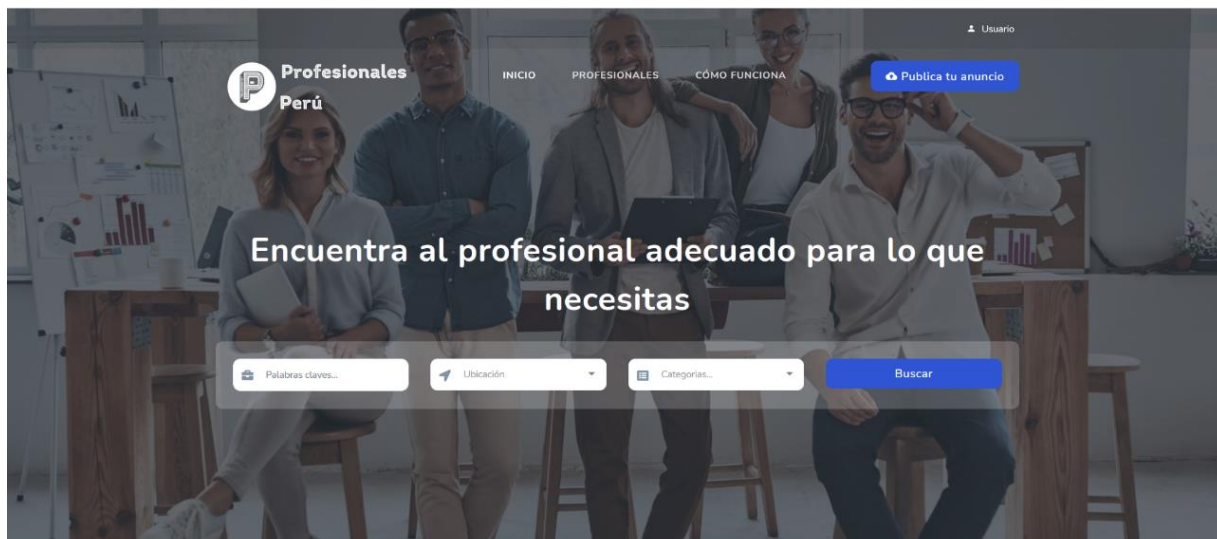 Usuario
Profesionales
Perú
INICIO PROFESIONALES CÓMO FUNCIONA
Publica tu anuncio
Encuentra al profesional adecuado para lo que
necesitas
Palabras claves... Ubicación Categorias... Buscar